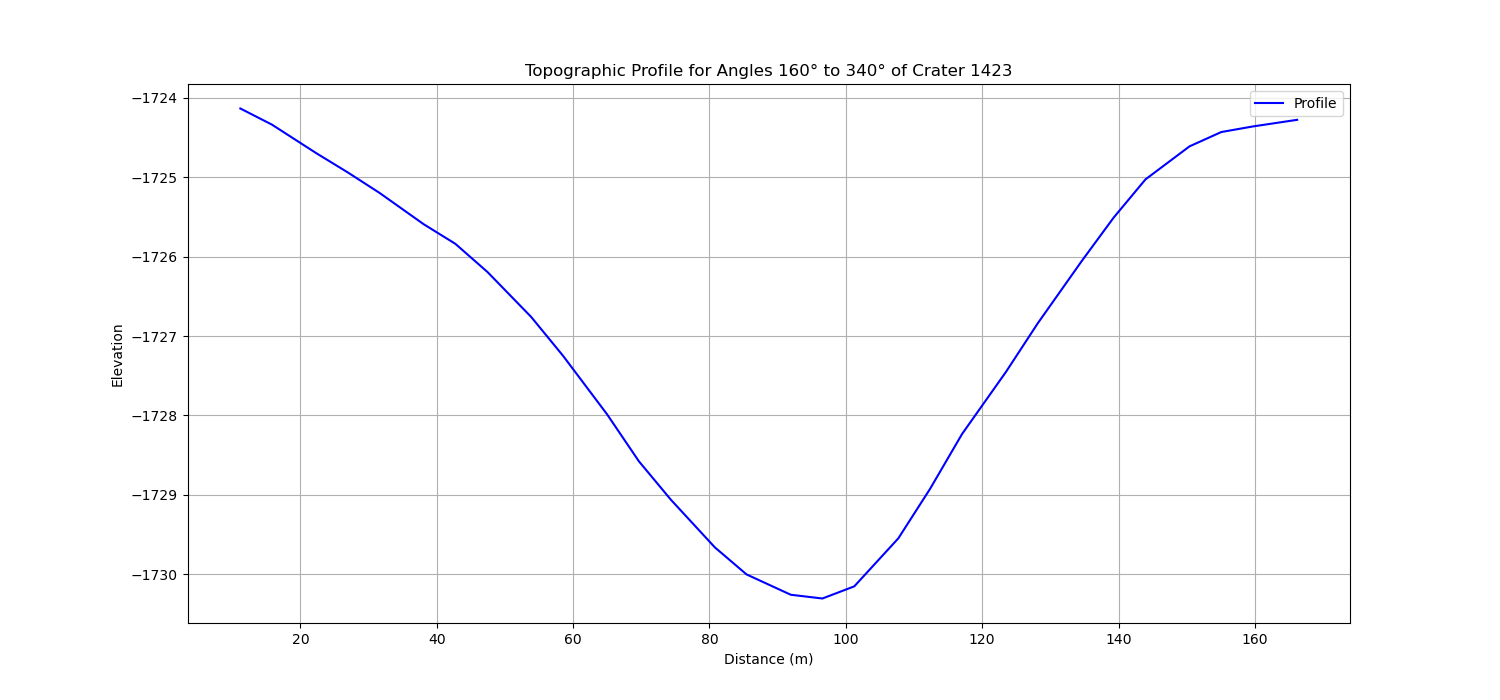 Topographic Profile for Angles 160° to 340° of Crater 1423
Profile
−1724
−1725
−1726
−1727
−1728
−1729
−1730
Elevation
20 40 60 80 100 120 140 160
Distance (m)